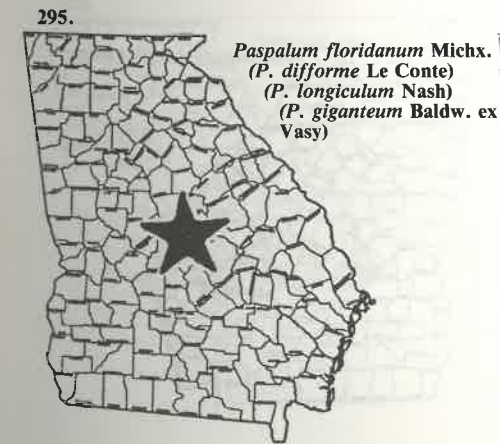 295.
Paspalum floridanum Michx.
(P. difforme Le Conte)
(P. longiculum Nash)
(P. giganteum Baldw. ex
Vasy)